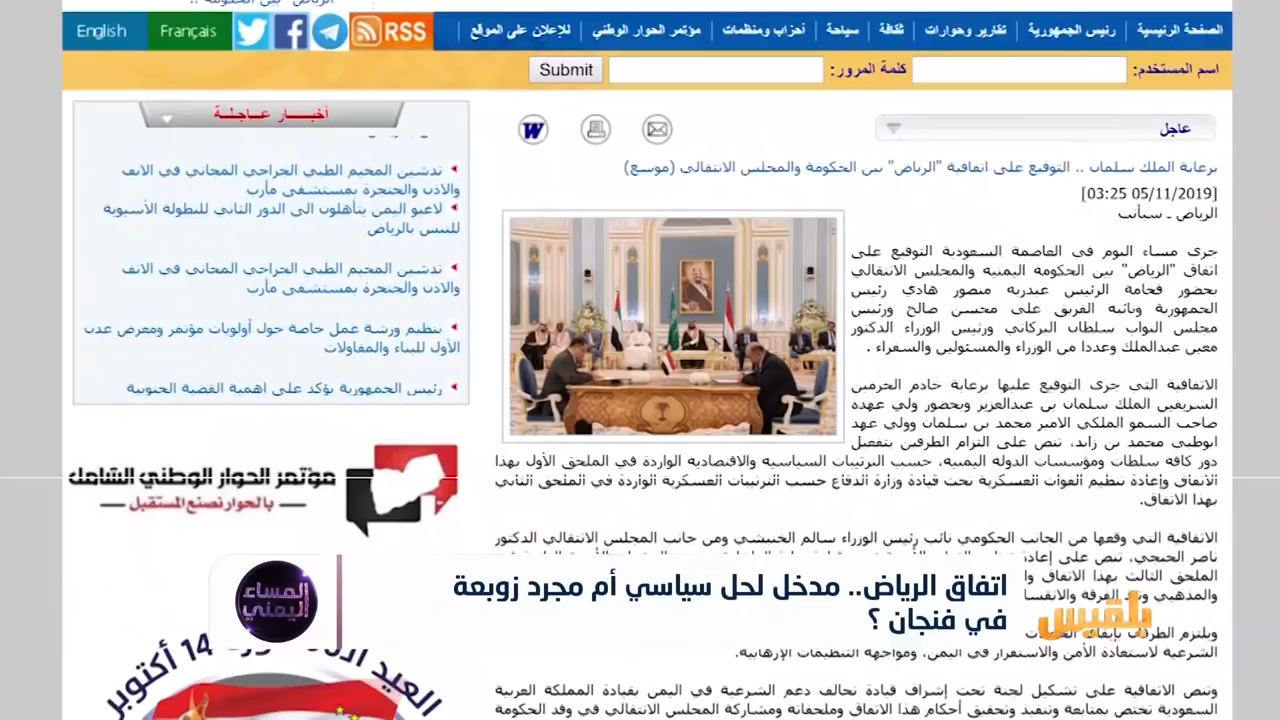 الصفحة الرئيسية
رئيس الجمهورية
تقارير وحوارات
ثقافة
سياحة
أحزاب ومنظمات
مؤتمر الحوار الوطني
للإعلان على الموقع
RSS
Français
English
اسم المستخدم:
كلمة المرور:
Submit
عاجل
W
برعاية الملك سلمان .. التوقيع على اتفاقية "الرياض" بين الحكومة والمجلس الانتقالي (موسع)
[03:25 05/11/2019]
الرياض ـ سبأنت
جرى مساء اليوم في العاصمة السعودية التوقيع على
اتفاق "الرياض" بين الحكومة اليمنية والمجلس الانتقالي
بحضور فخامة الرئيس عبدربه منصور هادي رئيس
الجمهورية ونائبه الفريق علي محسن صالح ورئيس
مجلس النواب سلطان البركاني ورئيس الوزراء الدكتور
معين عبدالملك وعددا من الوزراء والمسئولين والسفراء .
الاتفاقية التي جرى التوقيع عليها برعاية خادم الحرمين
الشريفين الملك سلمان بن عبدالعزيز وبحضور ولي عهده
صاحب السمو الملكي الامير محمد بن سلمان وولي عهد
ابوظبي محمد بن زايد، تنص على التزام الطرفين بتفعيل
دور كافة سلطات ومؤسسات الدولة اليمنية، حسب الترتيبات السياسية والاقتصادية الواردة في الملحق الأول بهذا
الاتفاق وإعادة تنظيم القوات العسكرية تحت قيادة وزارة الدفاع حسب الترتيبات العسكرية الواردة في الملحق الثاني
بهذا الاتفاق.
الاتفاقية التي وقعها من الجانب الحكومي نائب رئيس الوزراء سالم الخنبشي ومن جانب المجلس الانتقالي الدكتور
ناصر الخبجي، تنص على إعادة
الملحق الثالث بهذا الاتفاق
والمذهبي ونبذ الفرقة
ويلتزم الطرفان بإيقاف
الشرعية لاستعادة الأمن والاستقرار في اليمن، ومواجهة التنظيمات الإرهابية.
وتنص الاتفاقية على تشكيل لجنة تحت إشراف قيادة تحالف دعم الشرعية في اليمن بقيادة المملكة العربية
السعودية تختص بمتابعة وتنفيذ وتحقيق أحكام هذا الاتفاق وملحقاته ومشاركة المجلس الانتقالي في وفد الحكومة
أخبـــار عــاجلــة
تدشين المخيم الطبي الجراحي المجاني في الانف
والاذن والحنجرة بمستشفى مأرب
لاعبو اليمن يتأهلون الى الدور الثاني للبطولة الأسيوية
للتنس بالرياض
تدشين المخيم الطبي الجراحي المجاني في الانف
والاذن والحنجرة بمستشفى مأرب
تنظيم ورشة عمل خاصة حول أولويات مؤتمر ومعرض عدن
الأول للبناء والمقاولات
رئيس الجمهورية يؤكد على اهمية القضية الجنوبية
مؤتمر الحوار الوطني الشامل
بالحوار نصنع المستقبل
اتفاق الرياض.. مدخل لحل سياسي أم مجرد زوبعة
في فنجان ؟
المساء
اليمني
بلقيس
العيد
14 أكتوبر